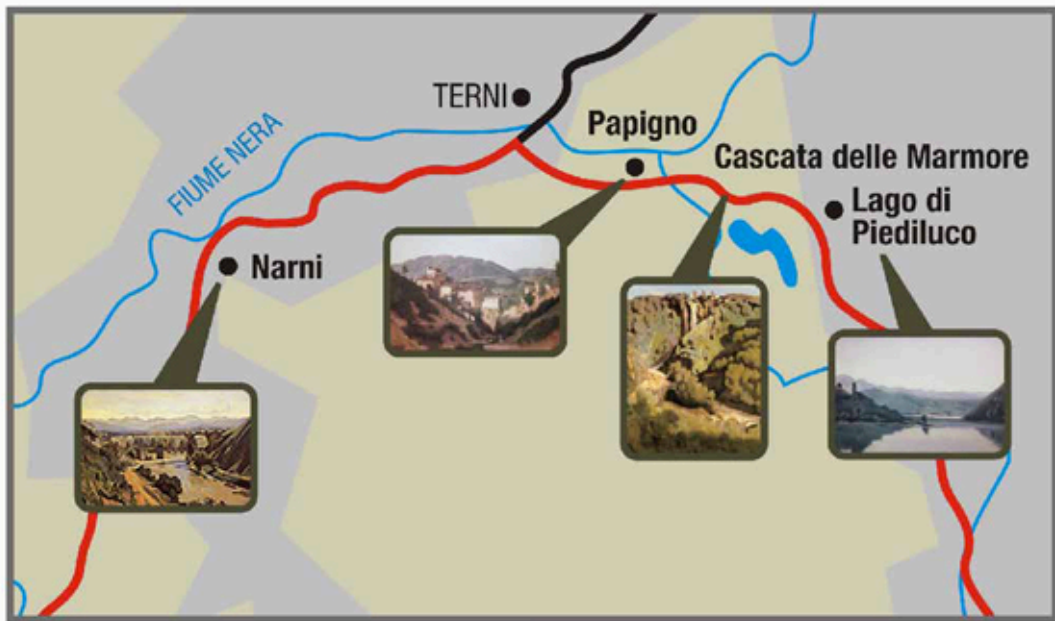 TERNI
Papigno
Cascata delle Marmore
FIUME NERA
Lago di
Piediluco
Narni